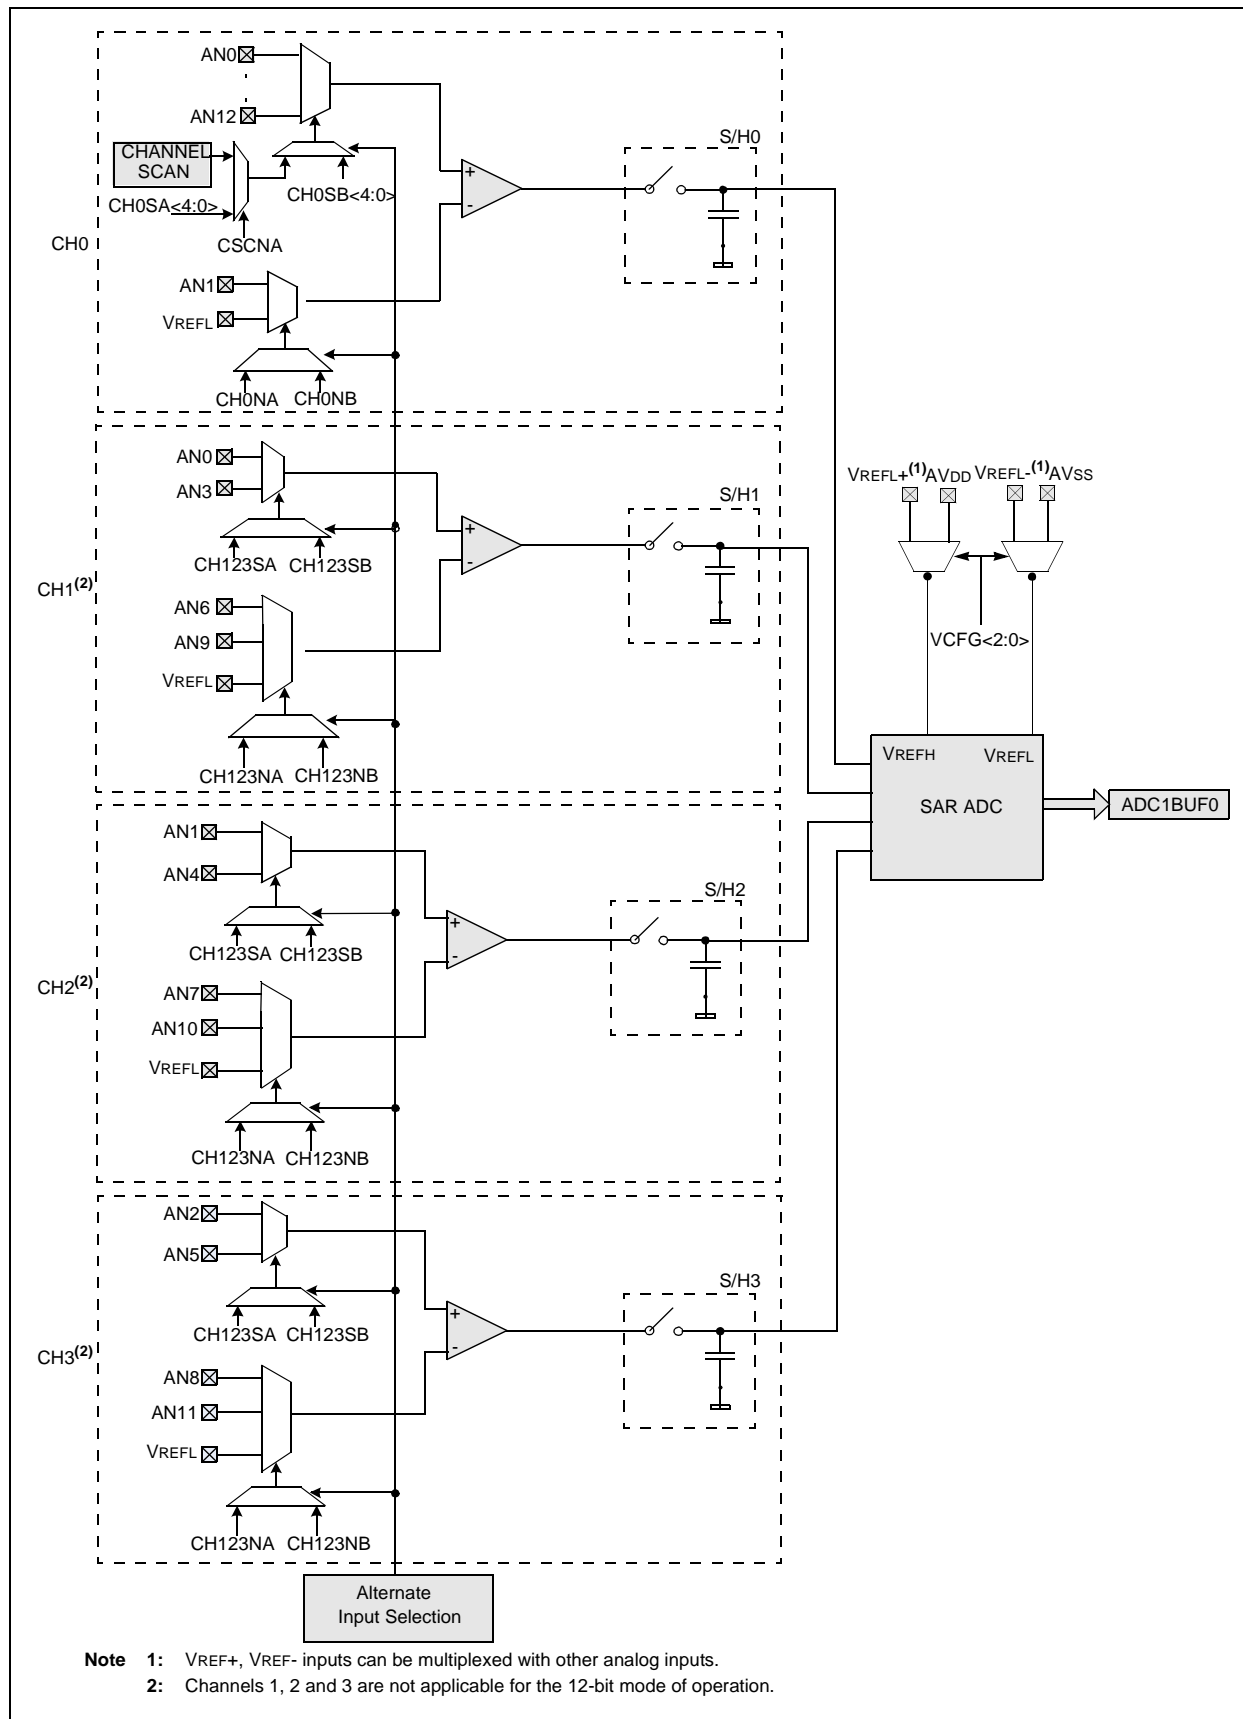 AN0
AN12
CHANNEL
SCAN
CH0SA<4:0>
CH0SB<4:0>
CSCNA
CH0
AN1
VREFL
CH0NA
CH0NB
+
-
S/H0
AN0
AN3
CH123SA
CH123SB
CH1(2)
AN6
AN9
VREFL
CH123NA
CH123NB
+
-
S/H1
VREFL+(1)
AVDD
VREFL-(1)
AVSS
VCFG<2:0>
VREFH
VREFL
SAR ADC
ADC1BUF0
AN1
AN4
CH123SA
CH123SB
CH2(2)
AN7
AN10
VREFL
CH123NA
CH123NB
+
-
S/H2
AN2
AN5
CH123SA
CH123SB
CH3(2)
AN8
AN11
VREFL
CH123NA
CH123NB
+
-
S/H3
Alternate
Input Selection
Note 1: VREF+, VREF- inputs can be multiplexed with other analog inputs.
2: Channels 1, 2 and 3 are not applicable for the 12-bit mode of operation.